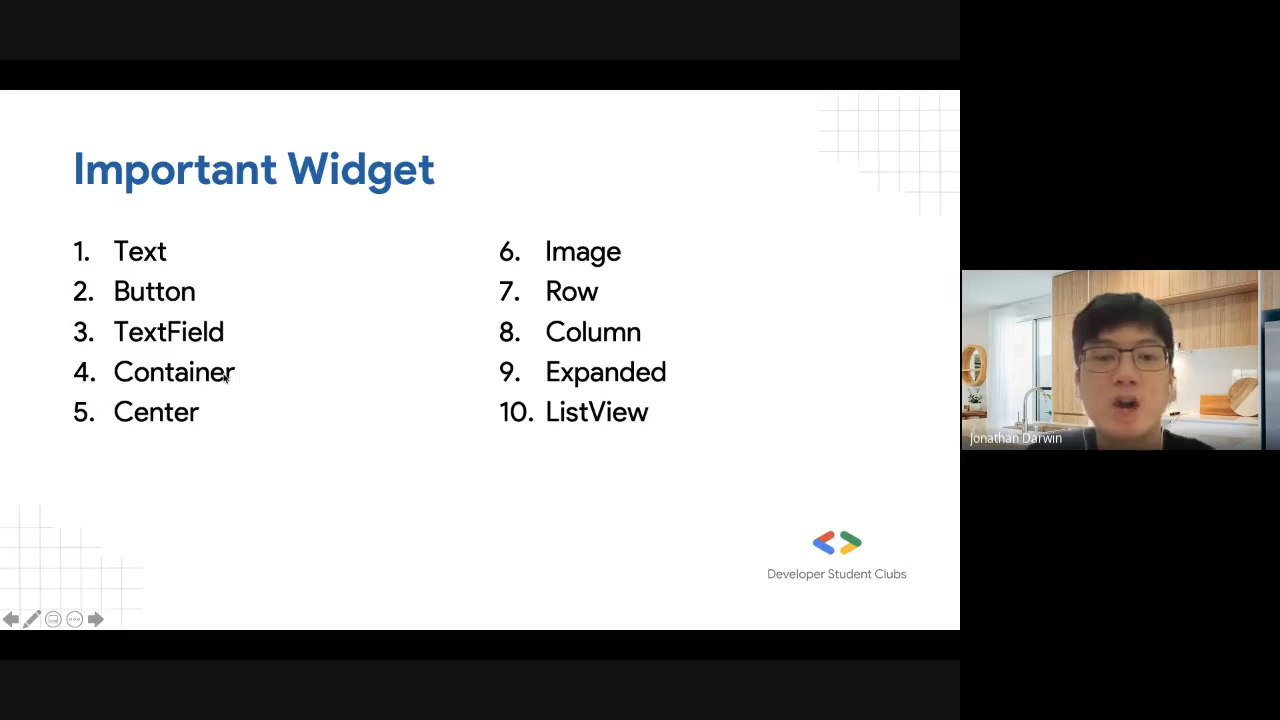 Important Widget
1. Text
2. Button
3. TextField
4. Container
5. Center
6. Image
7. Row
8. Column
9. Expanded
10. ListView
Developer Student Clubs
Jonathan Darwin